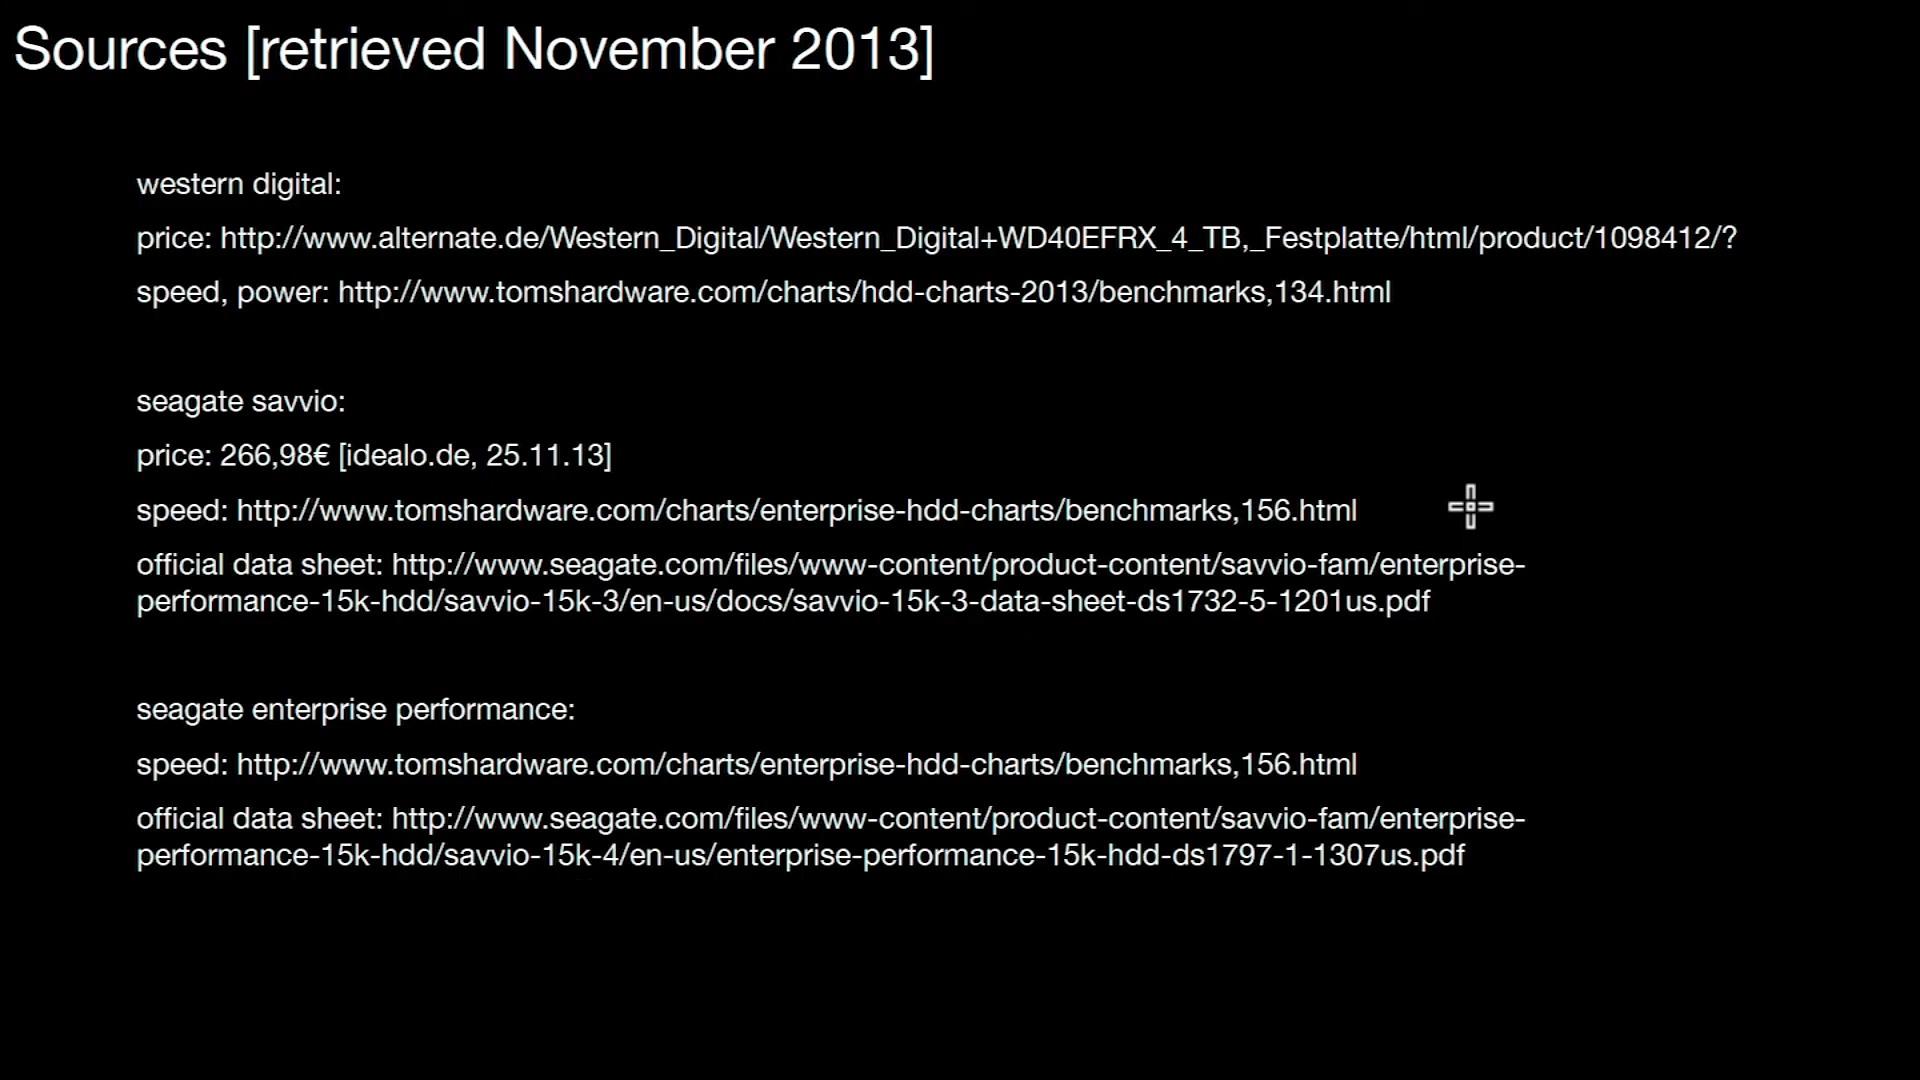 Sources [retrieved November 2013]
western digital:
price: http://www.alternate.de/Western_Digital/Western_Digital+WD40EFRX_4_TB,_Festplatte/html/product/1098412/?
speed, power: http://www.tomshardware.com/charts/hdd-charts-2013/benchmarks,134.html
seagate savvio:
price: 266,98€ [idealo.de, 25.11.13]
speed: http://www.tomshardware.com/charts/enterprise-hdd-charts/benchmarks,156.html
official data sheet: http://www.seagate.com/files/www-content/product-content/savvio-fam/enterprise-
performance-15k-hdd/savvio-15k-3/en-us/docs/savvio-15k-3-data-sheet-ds1732-5-1201us.pdf
seagate enterprise performance:
speed: http://www.tomshardware.com/charts/enterprise-hdd-charts/benchmarks,156.html
official data sheet: http://www.seagate.com/files/www-content/product-content/savvio-fam/enterprise-
performance-15k-hdd/savvio-15k-4/en-us/enterprise-performance-15k-hdd-ds1797-1-1307us.pdf